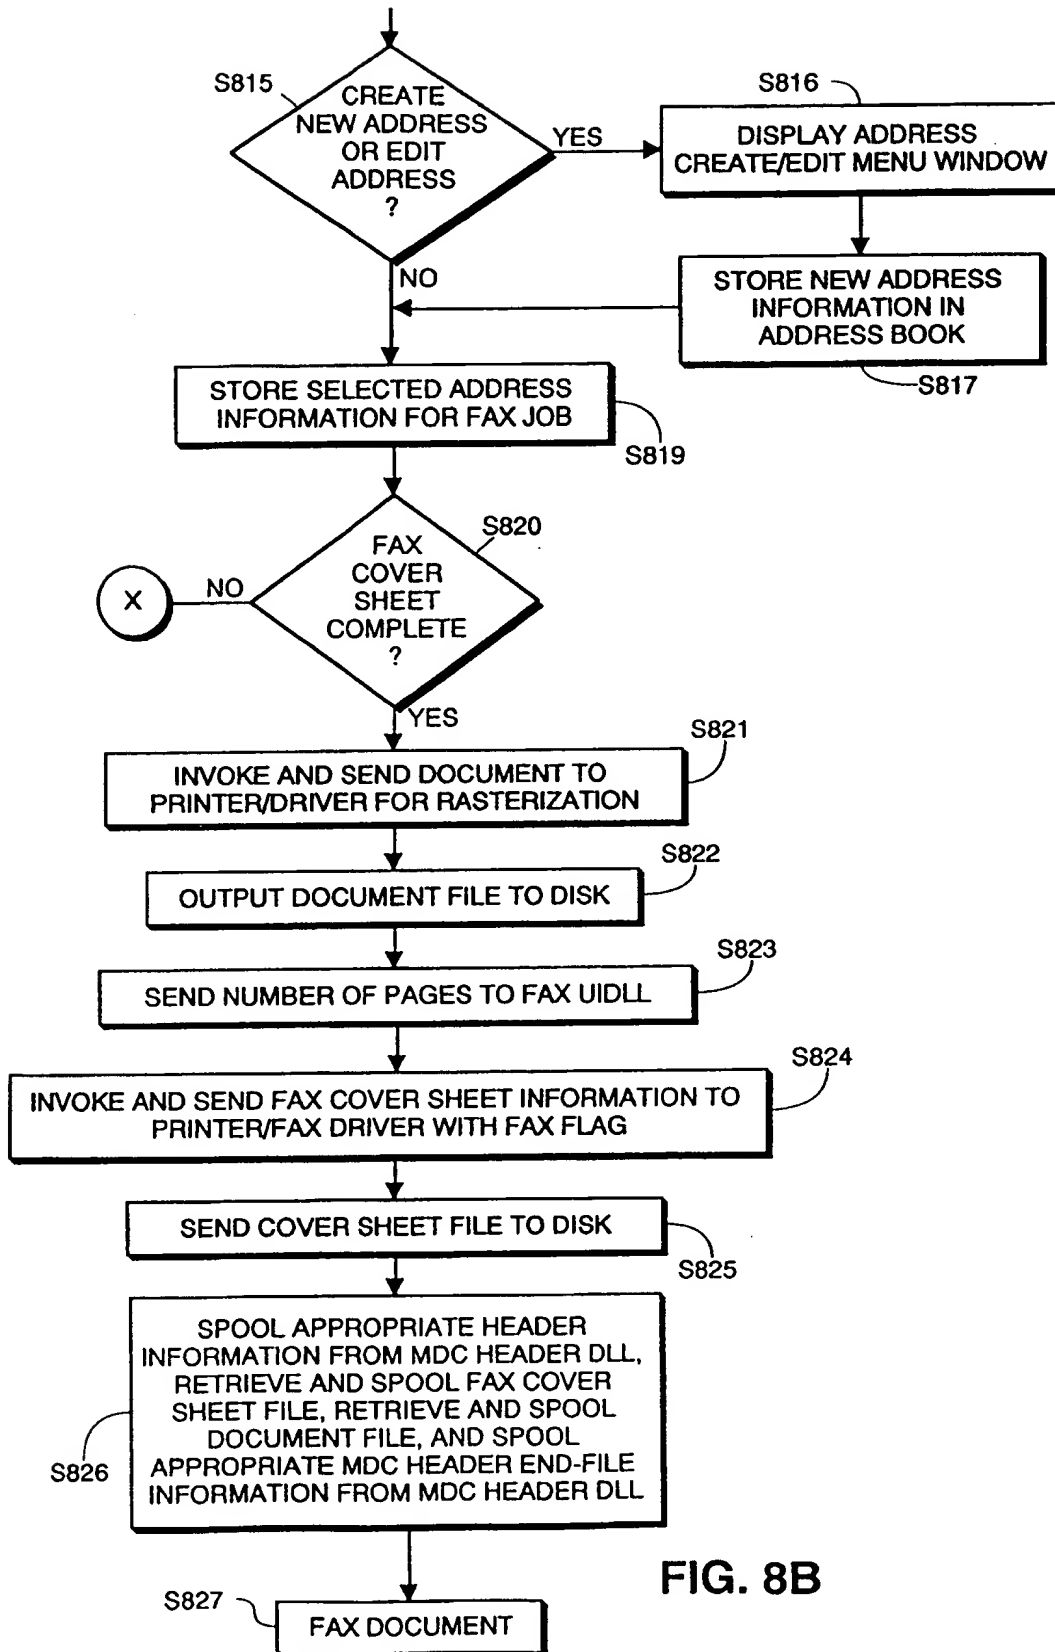 S815
CREATE
NEW ADDRESS
OR EDIT
ADDRESS
?
YES
S816
DISPLAY ADDRESS
CREATE/EDIT MENU WINDOW
NO
STORE NEW ADDRESS
INFORMATION IN
ADDRESS BOOK
S817
STORE SELECTED ADDRESS
INFORMATION FOR FAX JOB
S819
S820
FAX
COVER
SHEET
COMPLETE
?
NO
X
YES
S821
INVOKE AND SEND DOCUMENT TO
PRINTER/DRIVER FOR RASTERIZATION
S822
OUTPUT DOCUMENT FILE TO DISK
S823
SEND NUMBER OF PAGES TO FAX UIDLL
S824
INVOKE AND SEND FAX COVER SHEET INFORMATION TO
PRINTER/FAX DRIVER WITH FAX FLAG
SEND COVER SHEET FILE TO DISK
S825
SPOOL APPROPRIATE HEADER
INFORMATION FROM MDC HEADER DLL,
RETRIEVE AND SPOOL FAX COVER
SHEET FILE, RETRIEVE AND SPOOL
DOCUMENT FILE, AND SPOOL
APPROPRIATE MDC HEADER END-FILE
INFORMATION FROM MDC HEADER DLL
S826
FIG. 8B
S827
FAX DOCUMENT